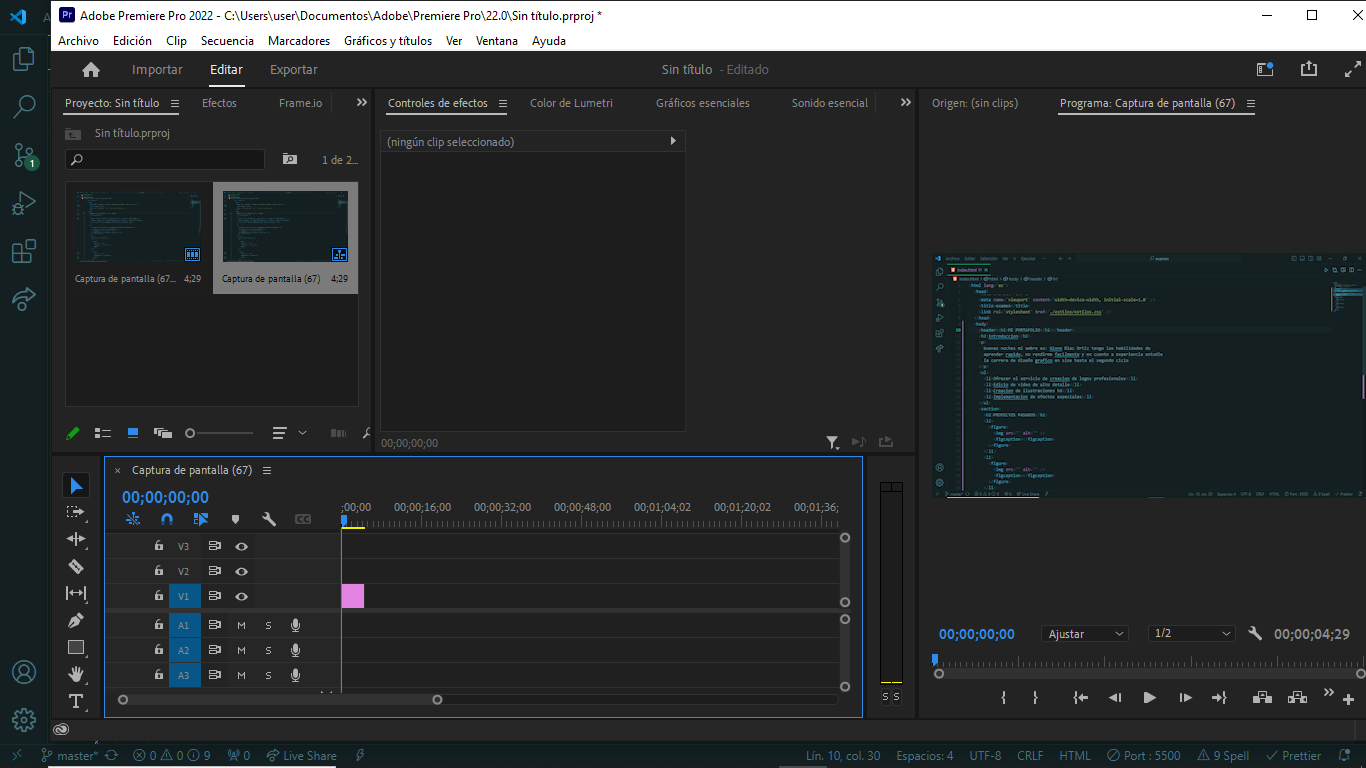 Adobe Premiere Pro 2022 - C:\Users\user\Documentos\Adobe\Premiere Pro\22.0\Sin título.prproj *
Archivo Edición Clip Secuencia Marcadores Gráficos y títulos Ver Ventana Ayuda
Importar Editar Exportar Sin título - Editado
Proyecto: Sin título Efectos Frame.io Controles de efectos Color de Lumetri Gráficos esenciales Sonido esencial Origen: (sin clips) Programa: Captura de pantalla (67)
Sin título.prproj
(ningún clip seleccionado)
1 de 2...
Captura de pantalla (67... 4;29 Captura de pantalla (67) 4;29
00;00;00;00
Captura de pantalla (67)
00;00;00;00
;00;00 00;00;16;00 00;00;32;00 00;00;48;00 00;01;04;02 00;01;20;02 00;01;36;
V3
V2
V1
A1 M S
A2 M S
A3 M S
S S
00;00;00;00 Ajustar 1/2 00;00;04;29
1
master* 0 0 9 0 Live Share Lín. 10, col. 30 Espacios: 4 UTF-8 CRLF HTML Port : 5500 9 Spell Prettier